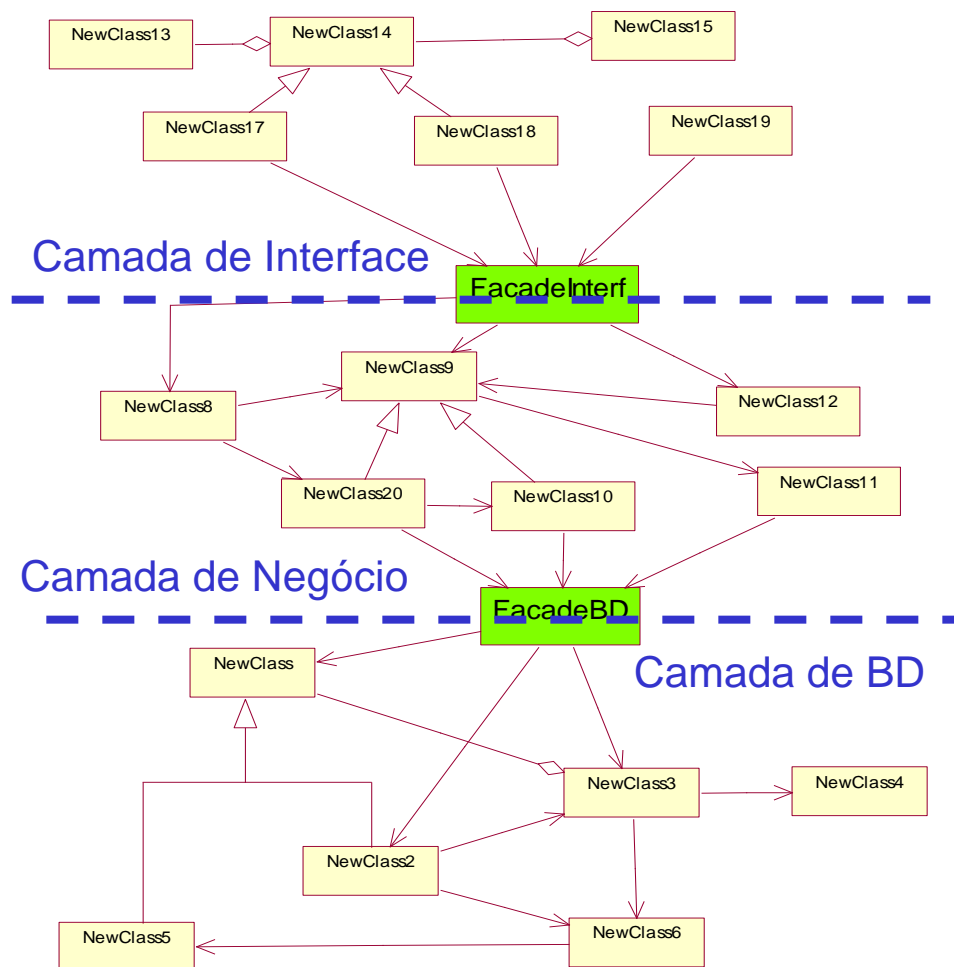 NewClass13
NewClass14
NewClass15
NewClass17
NewClass18
NewClass19
Camada de Interface
FacadeInterf
NewClass9
NewClass8
NewClass12
NewClass20
NewClass10
NewClass11
Camada de Negócio
FacadeBD
NewClass
Camada de BD
NewClass3
NewClass4
NewClass2
NewClass5
NewClass6